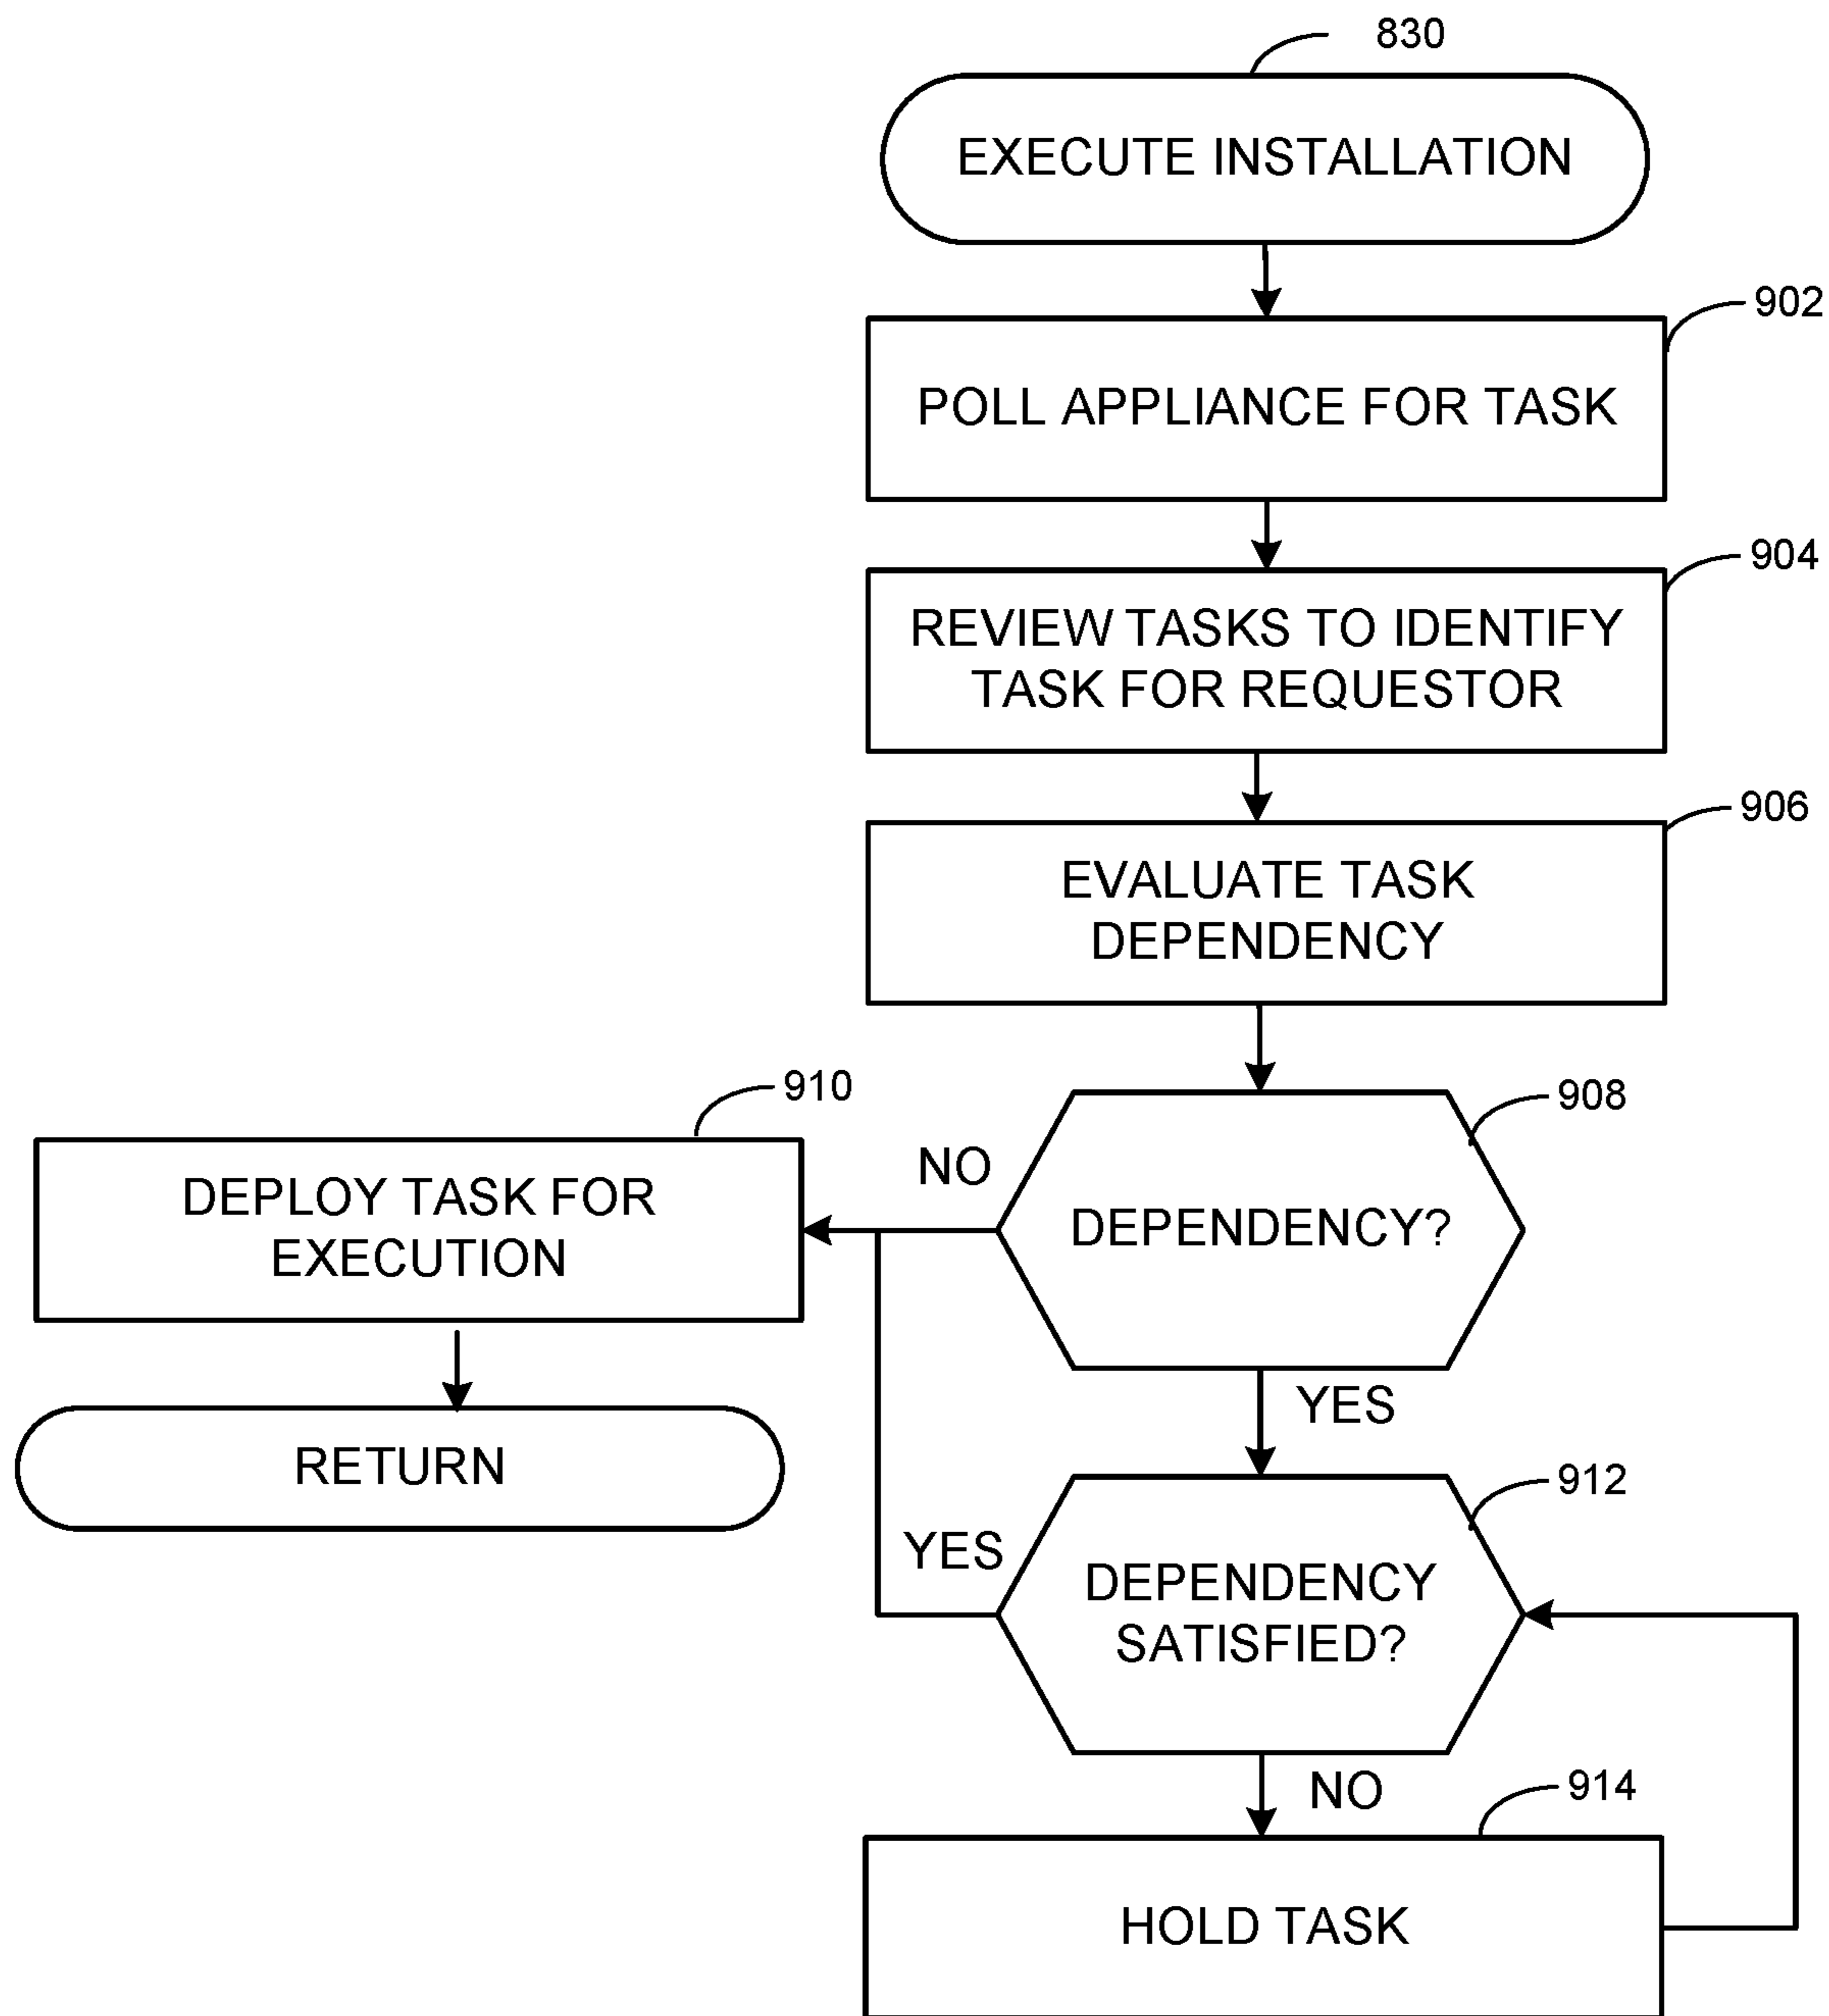 830
EXECUTE INSTALLATION
902
POLL APPLIANCE FOR TASK
904
REVIEW TASKS TO IDENTIFY
TASK FOR REQUESTOR
906
EVALUATE TASK
DEPENDENCY
908
DEPENDENCY?
NO
910
DEPLOY TASK FOR
EXECUTION
RETURN
YES
912
DEPENDENCY
SATISFIED?
YES
NO
914
HOLD TASK